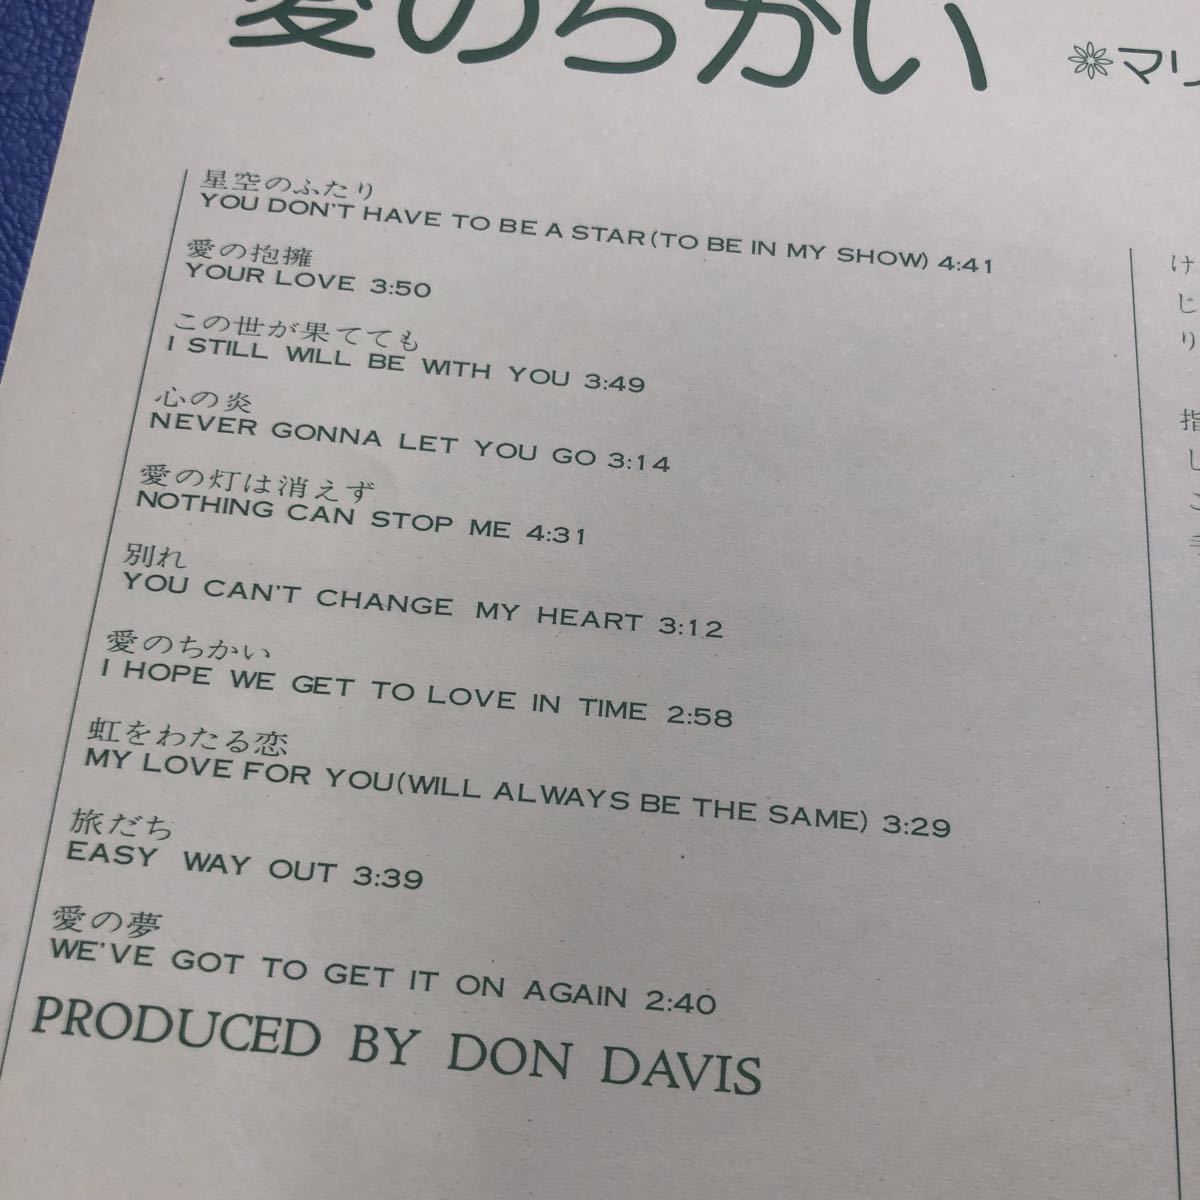 愛のちかい
❋マリ
星空のふたり
YOU DON'T HAVE TO BE A STAR (TO BE IN MY SHOW) 4:41
愛の抱擁
YOUR LOVE 3:50
この世が果てても
I STILL WILL BE WITH YOU 3:49
心の炎
NEVER GONNA LET YOU GO 3:14
愛の灯は消えず
NOTHING CAN STOP ME 4:31
別れ
YOU CAN'T CHANGE MY HEART 3:12
愛のちかい
I HOPE WE GET TO LOVE IN TIME 2:58
虹をわたる恋
MY LOVE FOR YOU (WILL ALWAYS BE THE SAME) 3:29
旅だち
EASY WAY OUT 3:39
愛の夢
WE'VE GOT TO GET IT ON AGAIN 2:40
PRODUCED BY DON DAVIS
け
じ
り
指
し